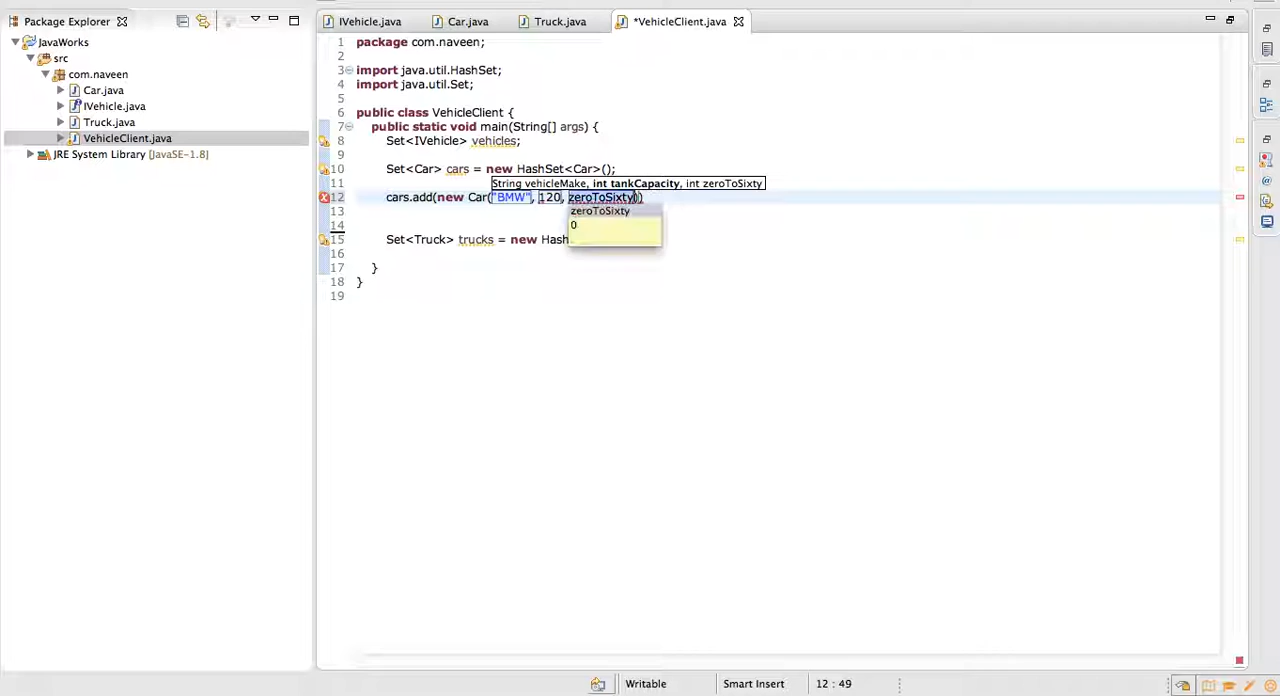 Package Explorer
JavaWorks
src
com.naveen
Car.java
IVehicle.java
Truck.java
VehicleClient.java
JRE System Library [JavaSE-1.8]
IVehicle.java Car.java Truck.java *VehicleClient.java
1 package com.naveen;
2
3 import java.util.HashSet;
4 import java.util.Set;
5
6 public class VehicleClient {
7 public static void main(String[] args) {
8 Set<IVehicle> vehicles;
9
10 Set<Car> cars = new HashSet<Car>();
11 String vehicleMake, int tankCapacity, int zeroToSixty
12 cars.add(new Car("BMW", 120, zeroToSixty))
13 zeroToSixty
14 0
15 Set<Truck> trucks = new Hash
16
17 }
18 }
19
Writable Smart Insert 12 : 49